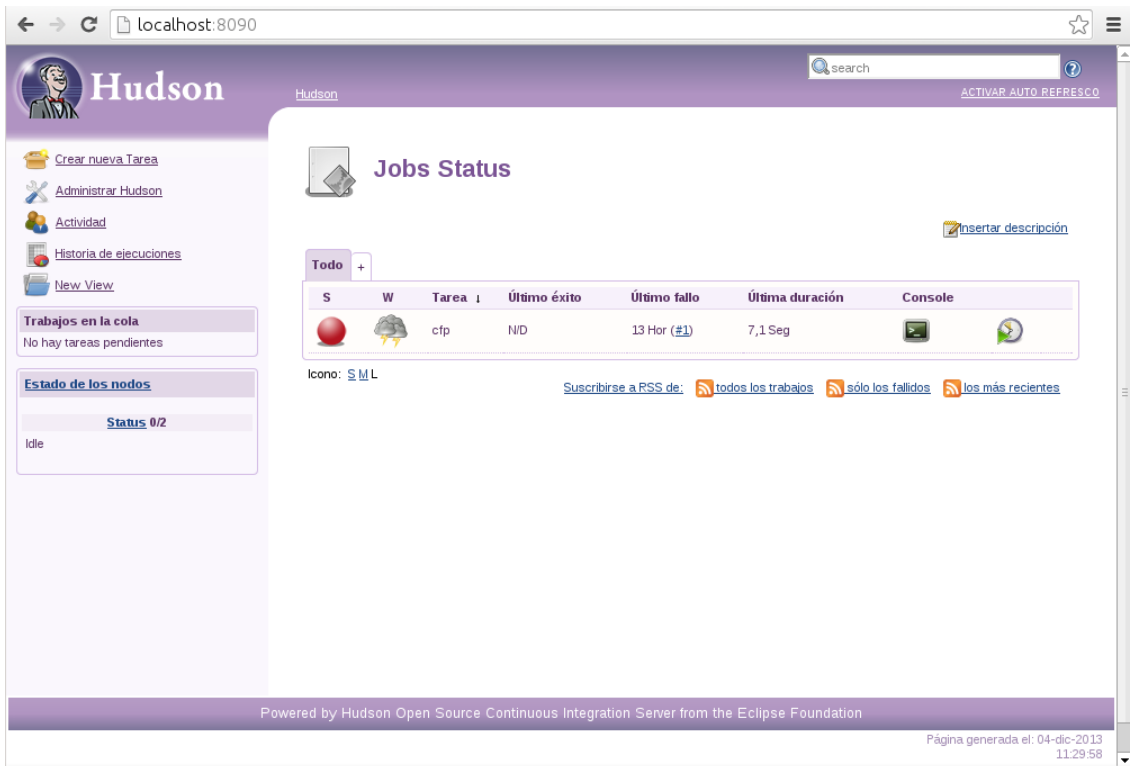 localhost:8090
Hudson
search
Hudson
ACTIVAR AUTO REFRESCO
Crear nueva Tarea
Administrar Hudson
Actividad
Historia de ejecuciones
New View
Trabajos en la cola
No hay tareas pendientes
Estado de los nodos
Status 0/2
Idle
Jobs Status
Insertar descripción
Todo +
S W Tarea ↓ Último éxito Último fallo Última duración Console
cfp N/D 13 Hor (#1) 7,1 Seg
Icono: S M L
Suscribirse a RSS de: todos los trabajos sólo los fallidos los más recientes
Powered by Hudson Open Source Continuous Integration Server from the Eclipse Foundation
Página generada el: 04-dic-2013
11:29:58